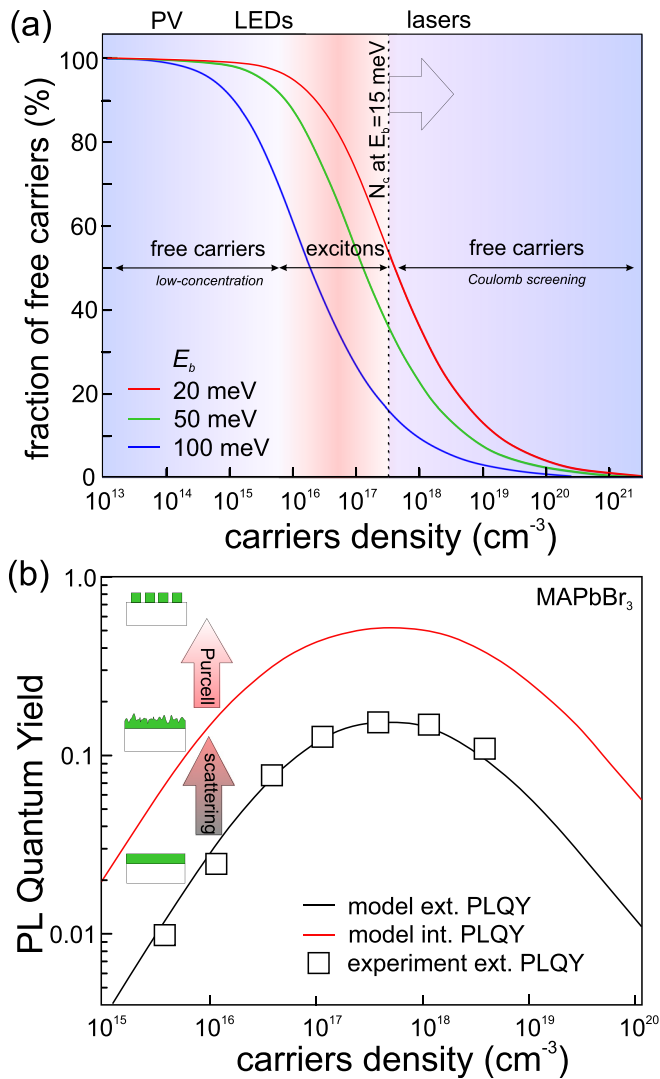 (a)
PV LEDs lasers
fraction of free carriers (%)
100
80
60
40
20
0
N_c at E_b=15 meV
free carriers excitons free carriers
low-concentration Coulomb screening
E_b
20 meV
50 meV
100 meV
10^13 10^14 10^15 10^16 10^17 10^18 10^19 10^20 10^21
carriers density (cm^-3)
(b)
PL Quantum Yield
1.0
0.1
0.01
MAPbBr_3
Purcell
scattering
model ext. PLQY
model int. PLQY
experiment ext. PLQY
10^15 10^16 10^17 10^18 10^19 10^20
carriers density (cm^-3)